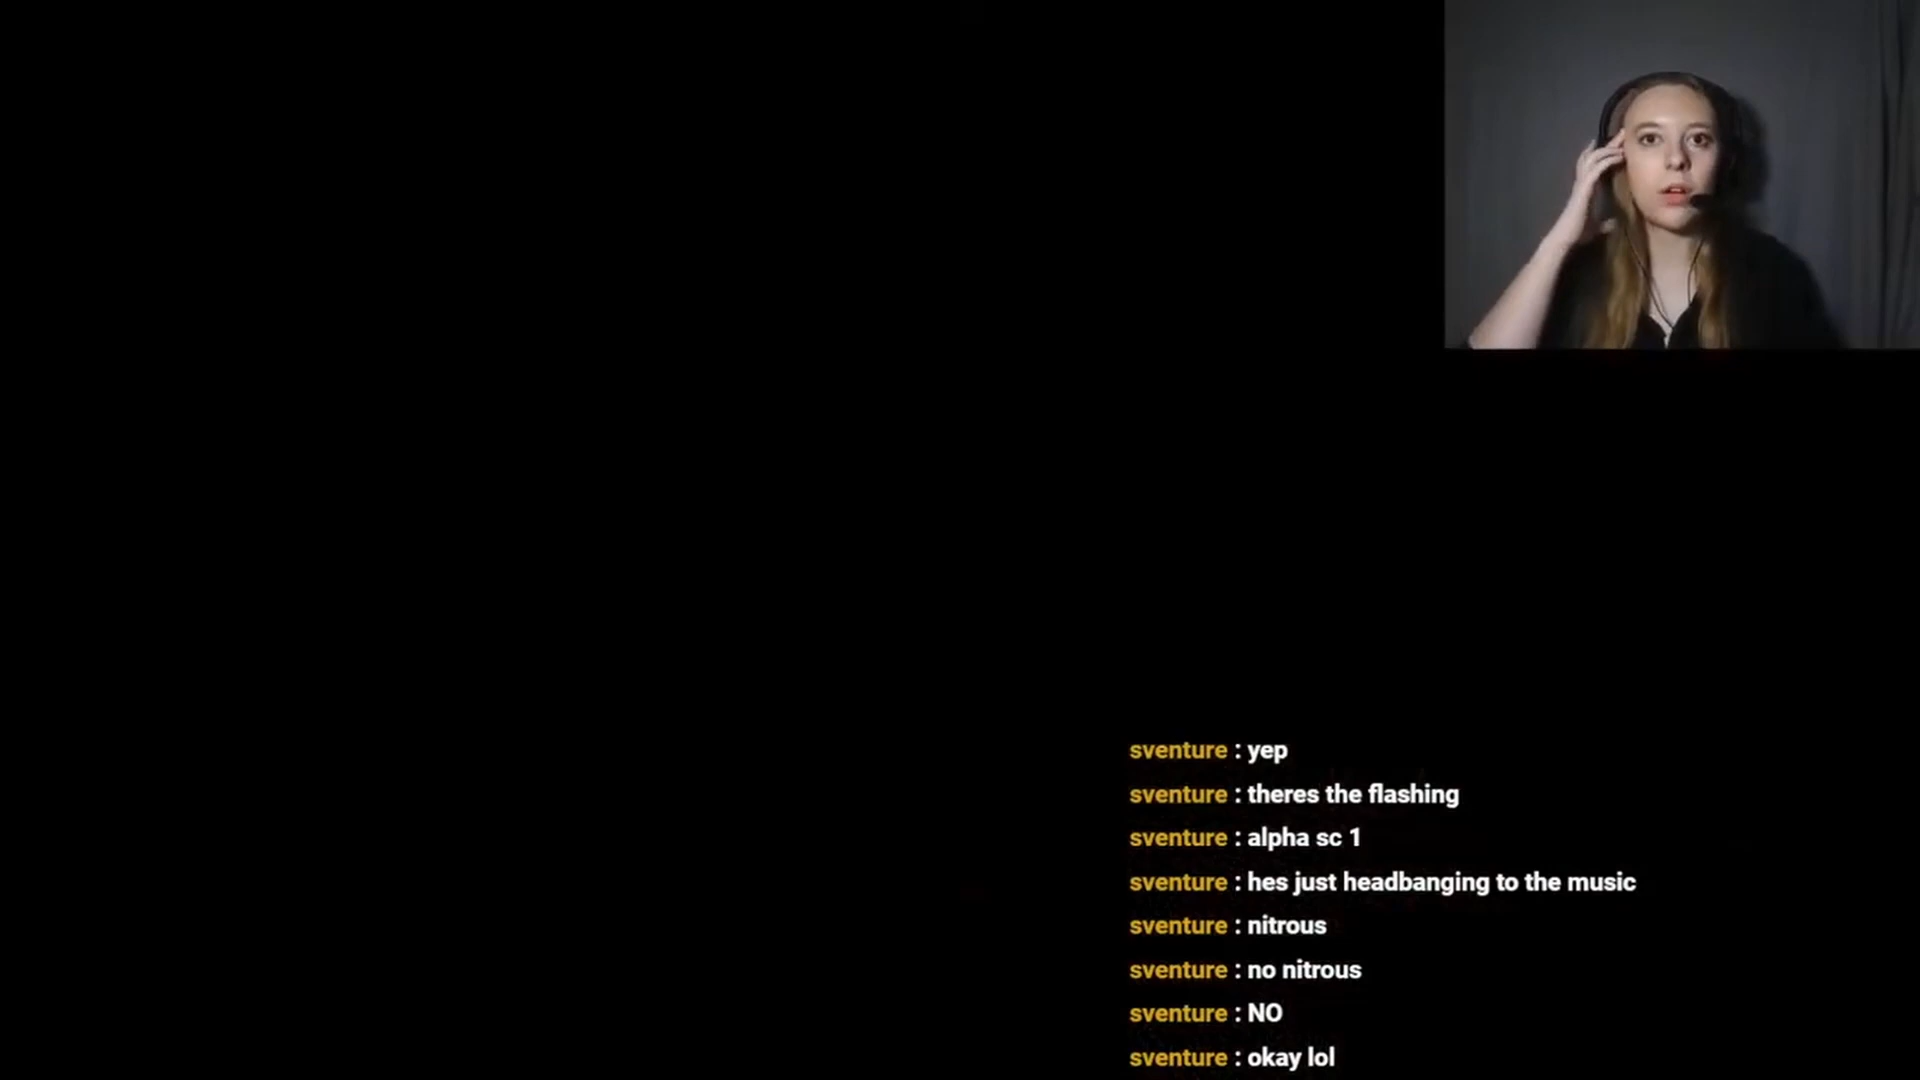 sventure : yep
sventure : theres the flashing
sventure : alpha sc 1
sventure : hes just headbanging to the music
sventure : nitrous
sventure : no nitrous
sventure : NO
sventure : okay lol